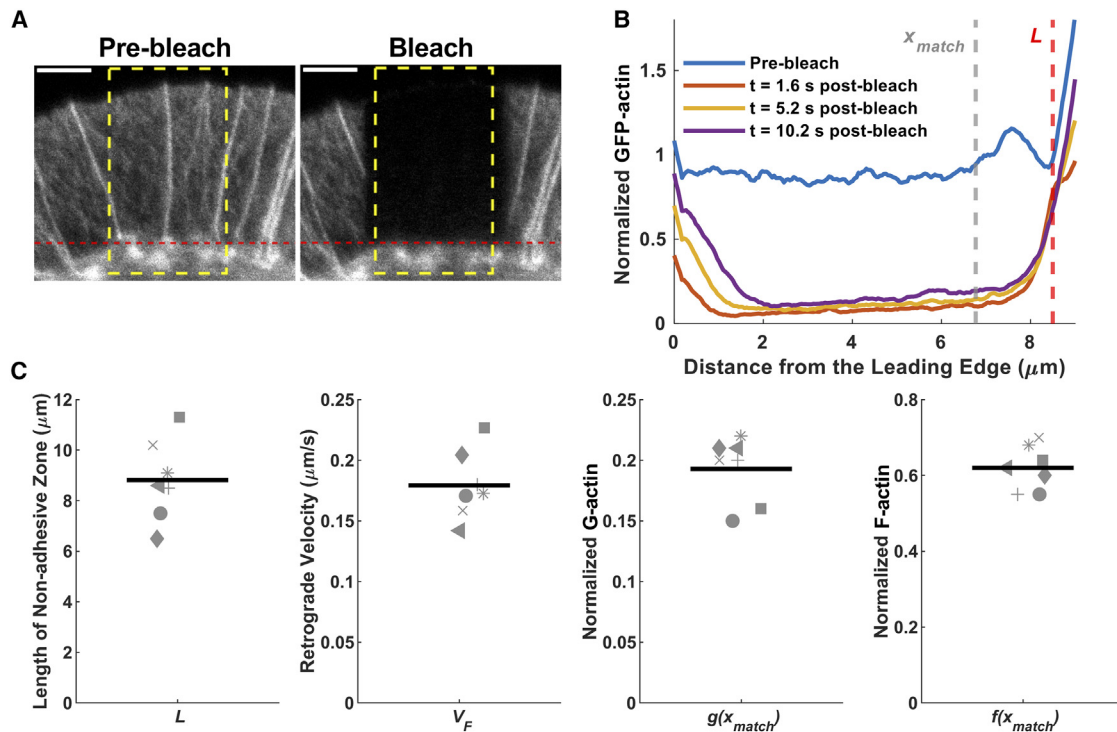 A
Pre-bleach
Bleach
B
Normalized GFP-actin
1.5
1
0.5
0
x_match
L
Pre-bleach
t = 1.6 s post-bleach
t = 5.2 s post-bleach
t = 10.2 s post-bleach
0 2 4 6 8
Distance from the Leading Edge (μm)
C
Length of Non-adhesive Zone (μm)
12
10
8
6
4
2
0
L
Retrograde Velocity (μm/s)
0.25
0.2
0.15
0.1
0.05
0
V_F
Normalized G-actin
0.25
0.2
0.15
0.1
0.05
0
g(x_match)
Normalized F-actin
0.8
0.6
0.4
0.2
0
f(x_match)